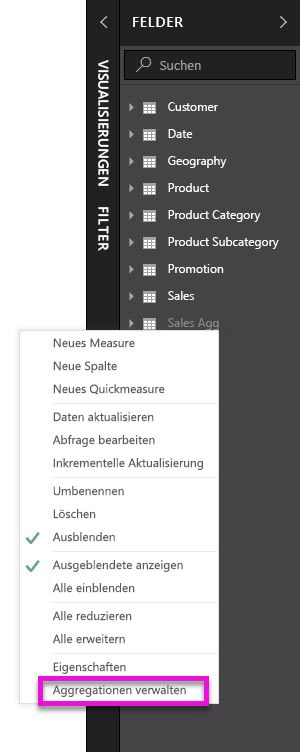 FELDER
VISUALISIERUNGEN
FILTER
Suchen
Customer
Date
Geography
Product
Product Category
Product Subcategory
Promotion
Sales
Sales Agg
Neues Measure
Neue Spalte
Neues Quickmeasure
Daten aktualisieren
Abfrage bearbeiten
Inkrementelle Aktualisierung
Umbenennen
Löschen
Ausblenden
Ausgeblendete anzeigen
Alle einblenden
Alle reduzieren
Alle erweitern
Eigenschaften
Aggregationen verwalten